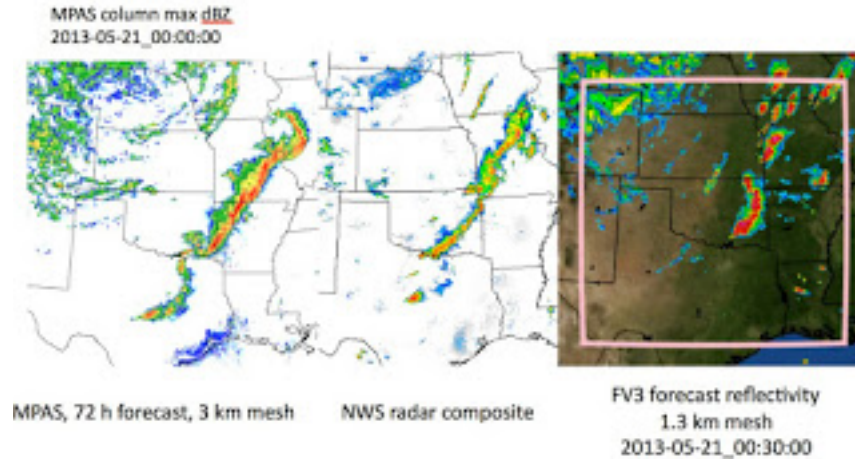 MPAS column max dBZ
2013-05-21_00:00:00
MPAS, 72 h forecast, 3 km mesh
NWS radar composite
FV3 forecast reflectivity
1.3 km mesh
2013-05-21_00:30:00